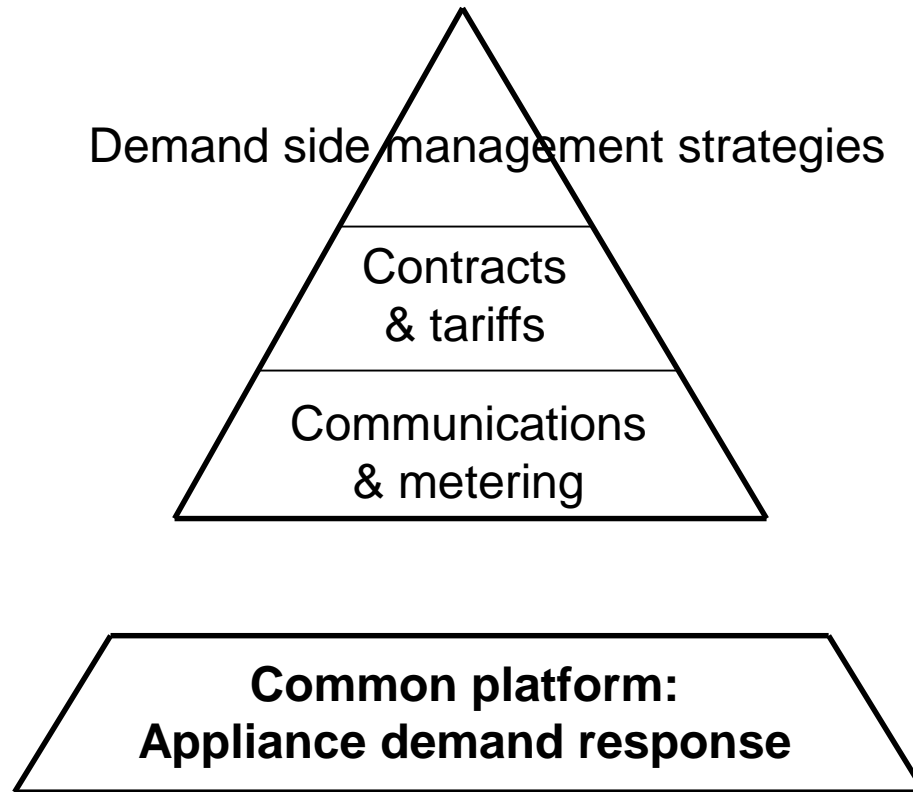 Demand side management strategies
Contracts
& tariffs
Communications
& metering
Common platform:
Appliance demand response